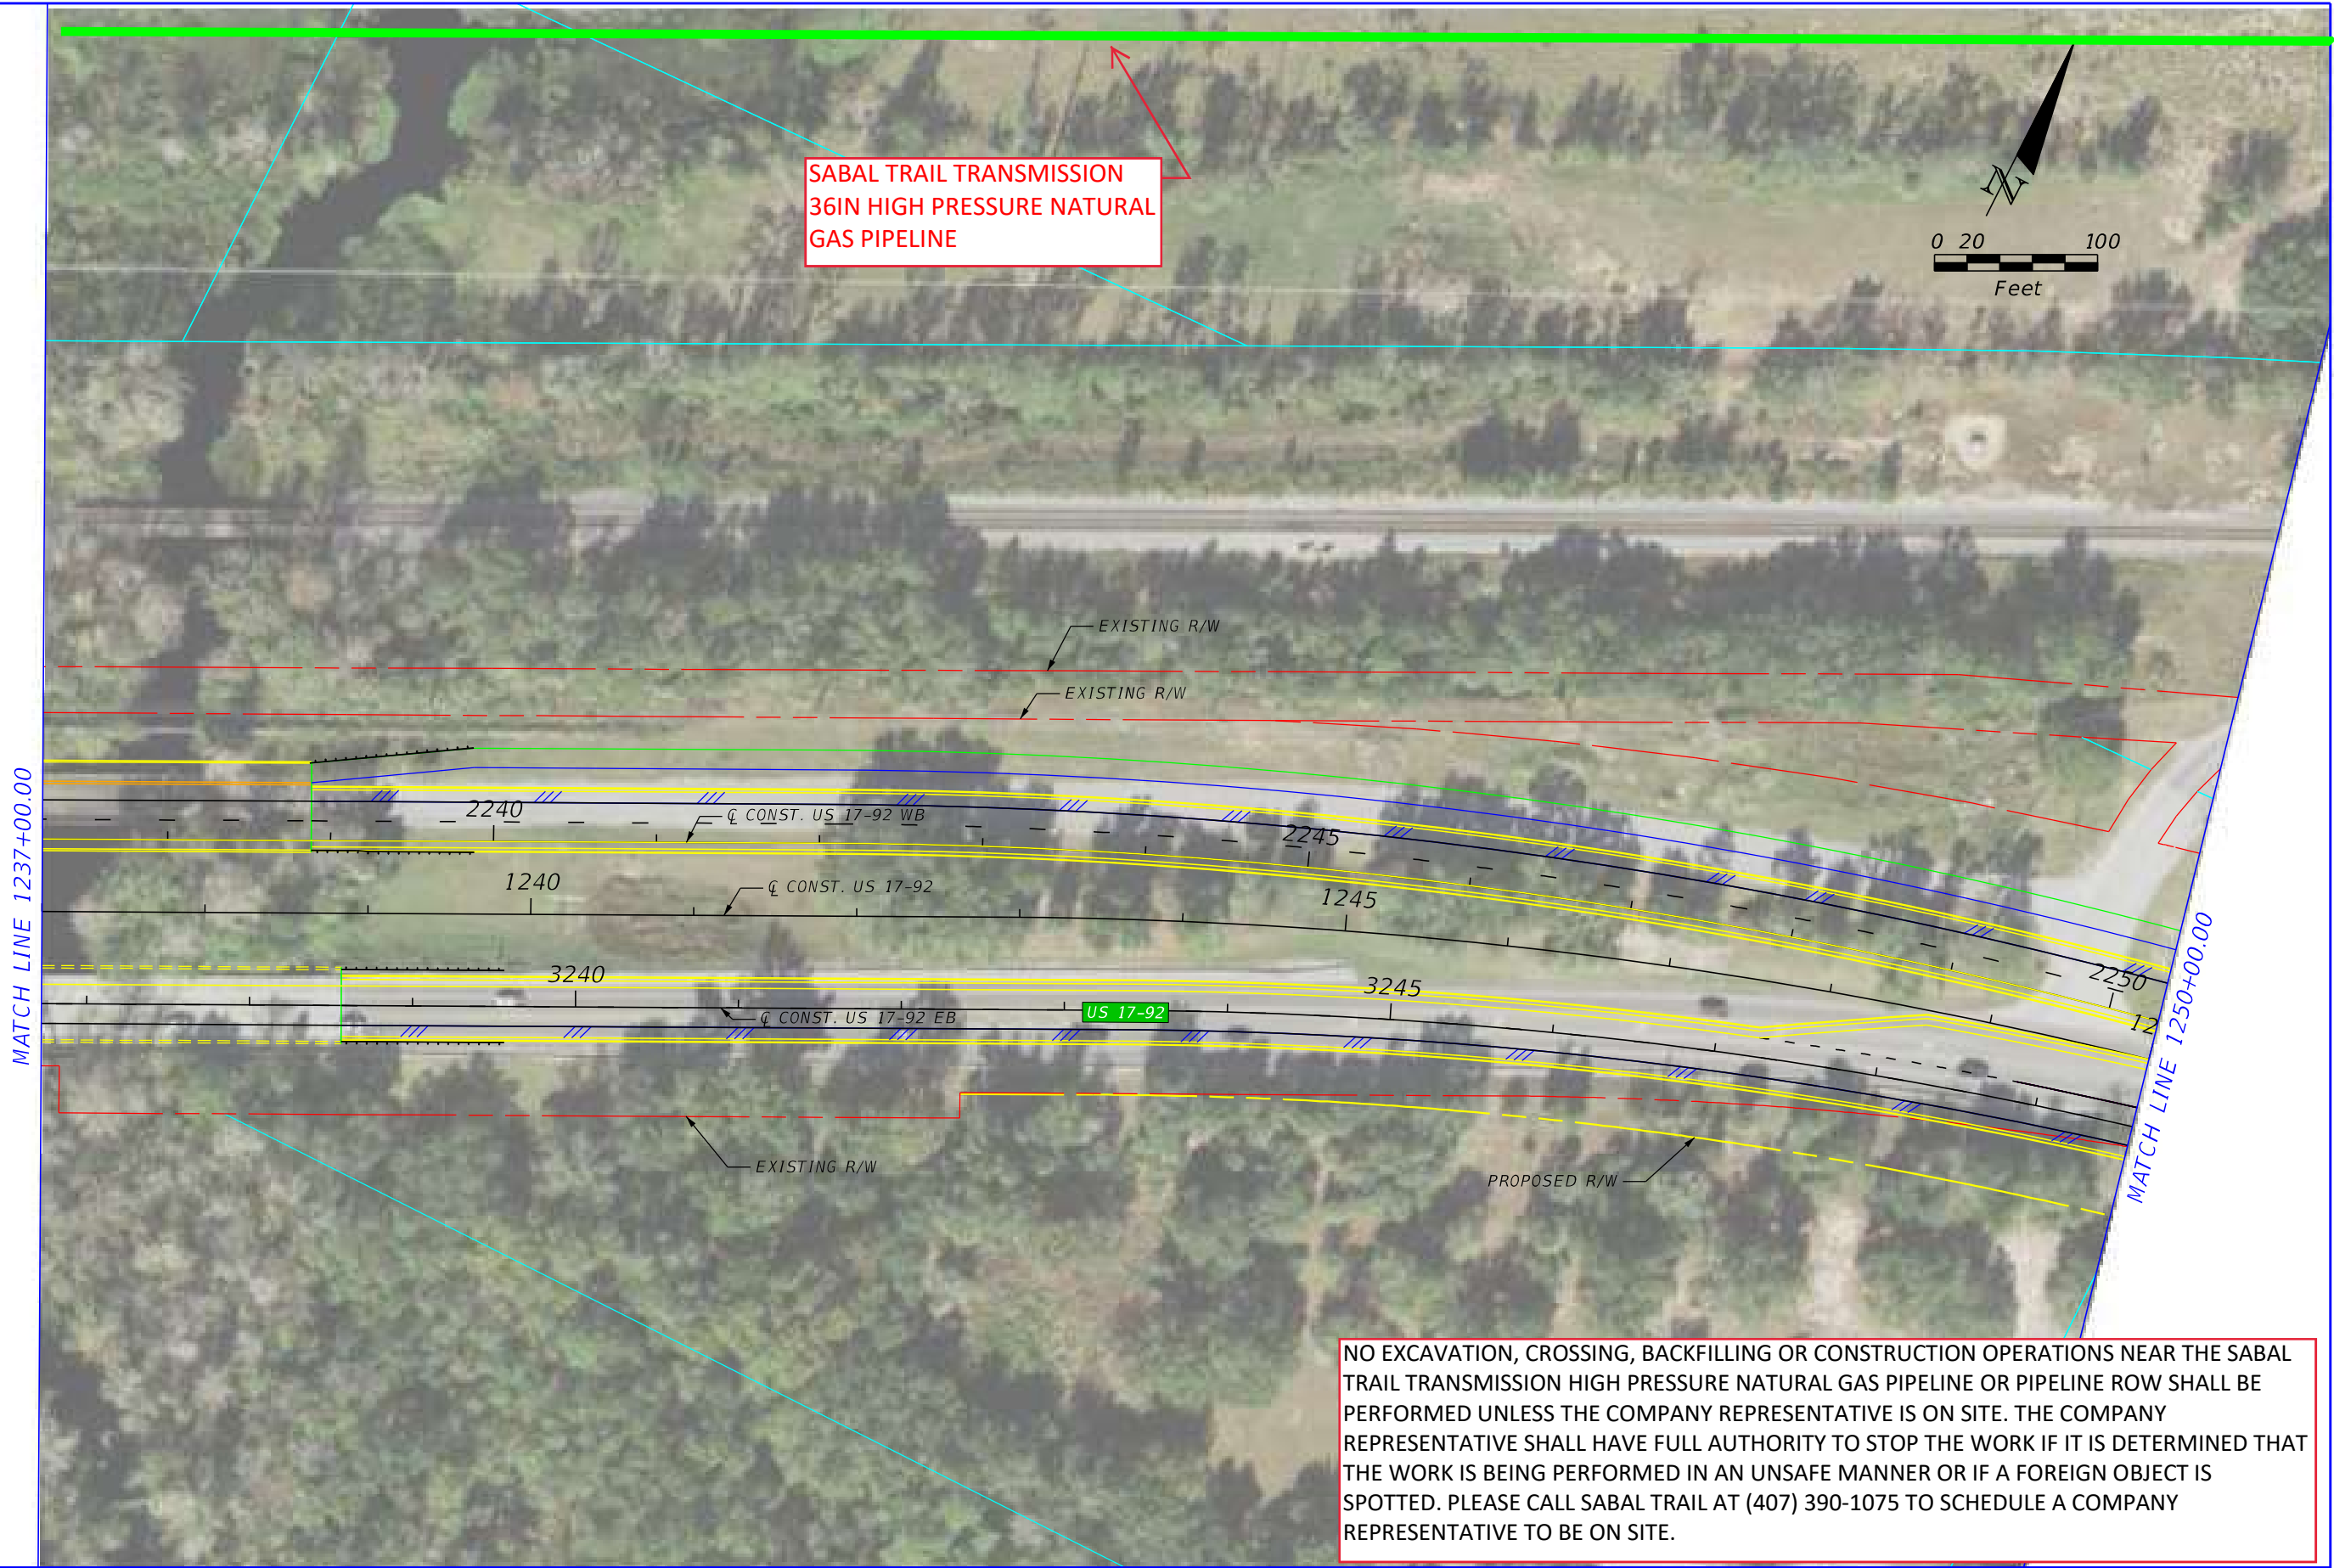 SABAL TRAIL TRANSMISSION
36IN HIGH PRESSURE NATURAL
GAS PIPELINE
N
0 20 100
Feet
EXISTING R/W
EXISTING R/W
MATCH LINE 1237+00.00
2240
℄ CONST. US 17-92 WB
2245
1240
℄ CONST. US 17-92
1245
2250
12
3240
3245
℄ CONST. US 17-92 EB
US 17-92
MATCH LINE 1250+00.00
EXISTING R/W
PROPOSED R/W
NO EXCAVATION, CROSSING, BACKFILLING OR CONSTRUCTION OPERATIONS NEAR THE SABAL
TRAIL TRANSMISSION HIGH PRESSURE NATURAL GAS PIPELINE OR PIPELINE ROW SHALL BE
PERFORMED UNLESS THE COMPANY REPRESENTATIVE IS ON SITE. THE COMPANY
REPRESENTATIVE SHALL HAVE FULL AUTHORITY TO STOP THE WORK IF IT IS DETERMINED THAT
THE WORK IS BEING PERFORMED IN AN UNSAFE MANNER OR IF A FOREIGN OBJECT IS
SPOTTED. PLEASE CALL SABAL TRAIL AT (407) 390-1075 TO SCHEDULE A COMPANY
REPRESENTATIVE TO BE ON SITE.